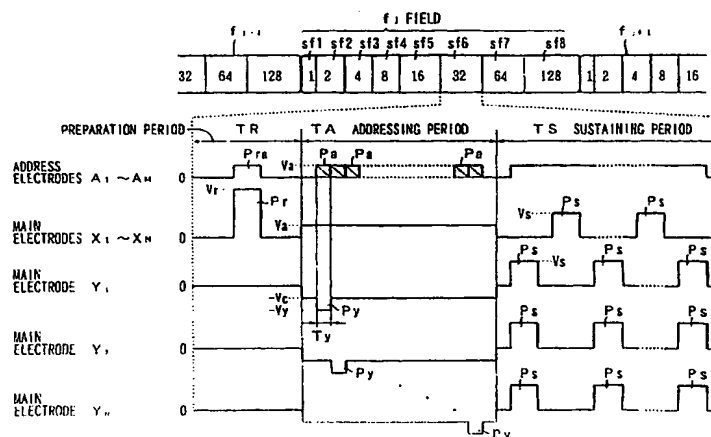 f j-1 f j FIELD f j+1
sf1 sf2 sf3 sf4 sf5 sf6 sf7 sf8
32 64 128 1 2 4 8 16 32 64 128 1 2 4 8 16
PREPARATION PERIOD TR TA ADDRESSING PERIOD TS SUSTAINING PERIOD
Pra Va Pa Pa Pa
ADDRESS
ELECTRODES A1 ~AM 0
Vr Pr Vs Ps Ps
MAIN
ELECTRODES X1 ~XN 0 Va
Ps Vs Ps Ps
MAIN
ELECTRODE Y1 0
-Vc
-Vy Py
Ty
Ps Ps Ps
MAIN
ELECTRODE 0
Py
Ps Ps Ps
MAIN
ELECTRODE YN 0
Py